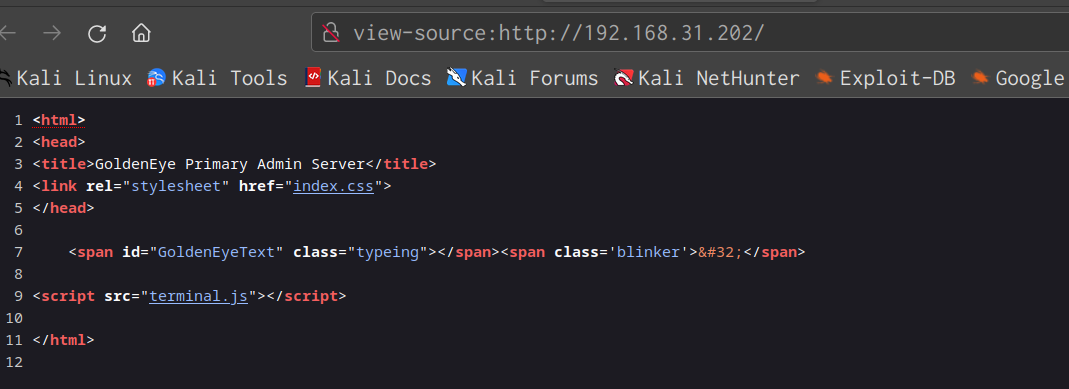 view-source:http://192.168.31.202/
Kali Linux Kali Tools Kali Docs Kali Forums Kali NetHunter Exploit-DB Google
1 <html>
2 <head>
3 <title>GoldenEye Primary Admin Server</title>
4 <link rel="stylesheet" href="index.css">
5 </head>
6
7     <span id="GoldenEyeText" class="typeing"></span><span class='blinker'>&#32;</span>
8
9 <script src="terminal.js"></script>
10
11 </html>
12